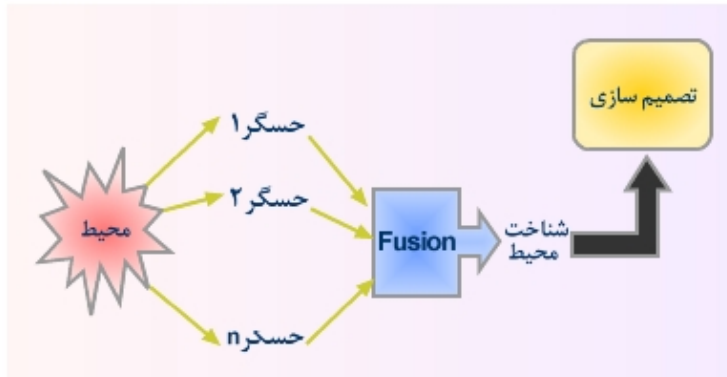 محیط
حسگر۱
حسگر۲
حسگرn
Fusion
شناخت
محیط
تصمیم سازی